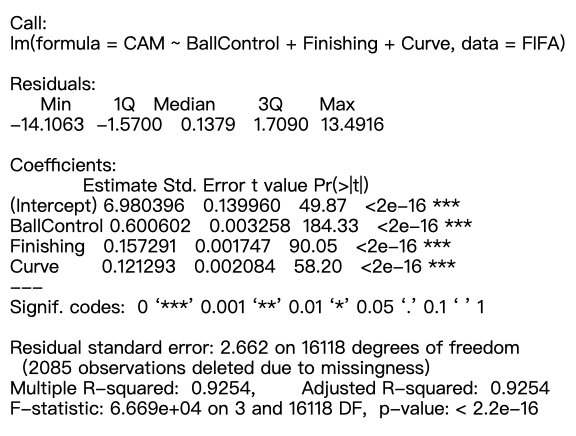 Call:
lm(formula = CAM ~ BallControl + Finishing + Curve, data = FIFA)
Residuals:
Min 1Q Median 3Q Max
−14.1063 −1.5700 0.1379 1.7090 13.4916
Coefficients:
Estimate Std. Error t value Pr(>|t|)
(Intercept) 6.980396 0.139960 49.87 <2e−16 ***
BallControl 0.600602 0.003258 184.33 <2e−16 ***
Finishing 0.157291 0.001747 90.05 <2e−16 ***
Curve 0.121293 0.002084 58.20 <2e−16 ***
−−−
Signif. codes: 0 ‘***’ 0.001 ‘**’ 0.01 ‘*’ 0.05 ‘.’ 0.1 ‘ ’ 1
Residual standard error: 2.662 on 16118 degrees of freedom
(2085 observations deleted due to missingness)
Multiple R−squared: 0.9254, Adjusted R−squared: 0.9254
F−statistic: 6.669e+04 on 3 and 16118 DF, p−value: < 2.2e−16